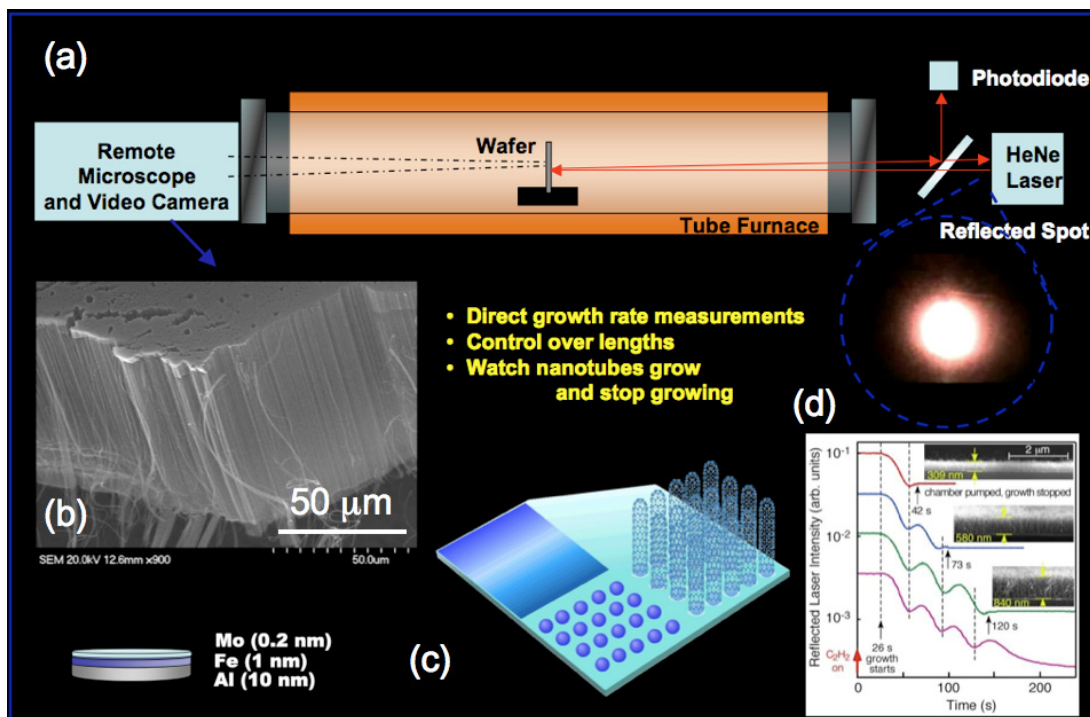 (a)
Photodiode
Remote
Microscope
and Video Camera
Wafer
HeNe
Laser
Tube Furnace
Reflected Spot
• Direct growth rate measurements
• Control over lengths
• Watch nanotubes grow
and stop growing
(b)
50 μm
SEM 20.0kV 12.6mm x900
50.0um
Mo (0.2 nm)
Fe (1 nm)
Al (10 nm)
(c)
(d)
Reflected Laser Intensity (arb. units)
10-1
10-2
10-3
2 μm
309 nm
chamber pumped, growth stopped
42 s
580 nm
73 s
840 nm
120 s
26 s
growth
starts
C2H2
on
0
100
200
Time (s)